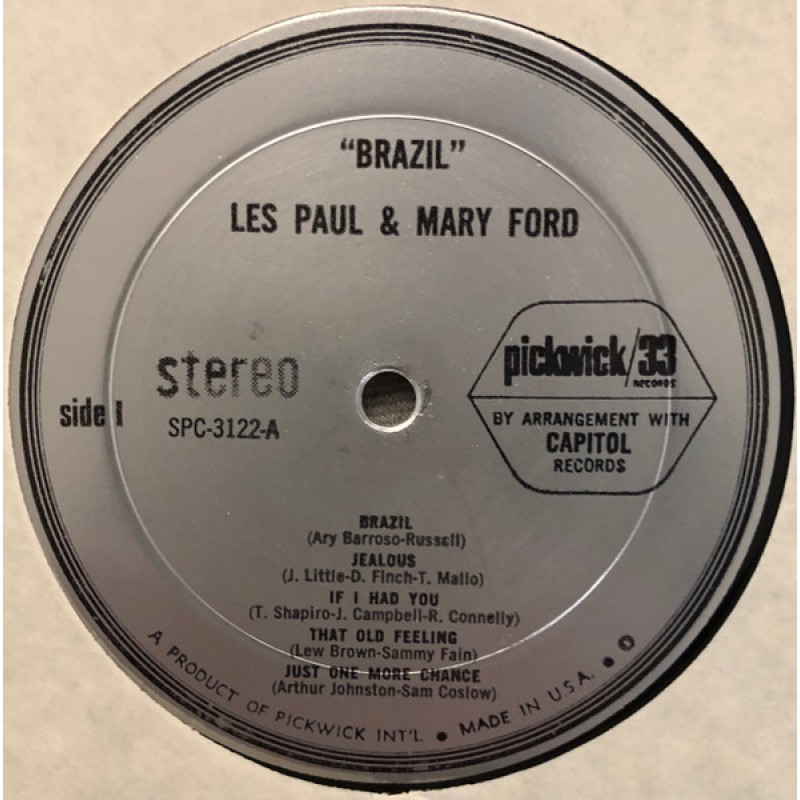 "BRAZIL"
LES PAUL & MARY FORD
stereo
side 1
SPC-3122-A
pickwick/33
RECORDS
BY ARRANGEMENT WITH
CAPITOL
RECORDS
BRAZIL
(Ary Barroso-Russell)
JEALOUS
(J. Little-D. Finch-T. Mallo)
IF I HAD YOU
(T. Shapiro-J. Campbell-R. Connelly)
THAT OLD FEELING
(Lew Brown-Sammy Fain)
JUST ONE MORE CHANCE
(Arthur Johnston-Sam Coslow)
A PRODUCT OF PICKWICK INT'L. ● MADE IN U.S.A. ● ℗